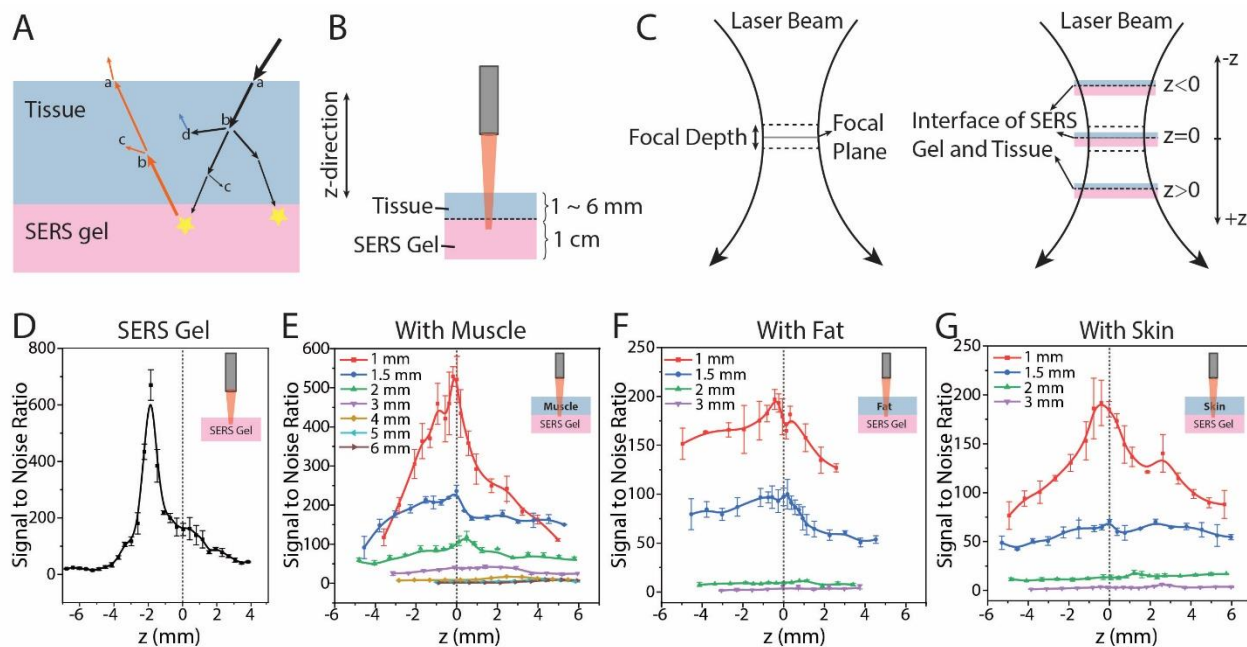 A
a
a
Tissue
b
d
c
b
c
SERS gel
B
z-direction
Tissue
1 ~ 6 mm
SERS Gel
1 cm
C
Laser Beam
Laser Beam
-z
z<0
Focal Depth
Focal
Plane
Interface of SERS
Gel and Tissue
z=0
z>0
+z
D
SERS Gel
Signal to Noise Ratio
800
600
400
200
0
-6 -4 -2 0 2 4
z (mm)
SERS Gel
E
With Muscle
Signal to Noise Ratio
600
500
400
300
250
200
150
100
50
0
1 mm
1.5 mm
2 mm
3 mm
4 mm
5 mm
6 mm
Muscle
SERS Gel
-6 -4 -2 0 2 4 6
z (mm)
F
With Fat
Signal to Noise Ratio
250
200
150
100
50
0
1 mm
1.5 mm
2 mm
3 mm
Fat
SERS Gel
-6 -4 -2 0 2 4 6
z (mm)
G
With Skin
Signal to Noise Ratio
250
200
150
100
50
0
1 mm
1.5 mm
2 mm
3 mm
Skin
SERS Gel
-6 -4 -2 0 2 4 6
z (mm)